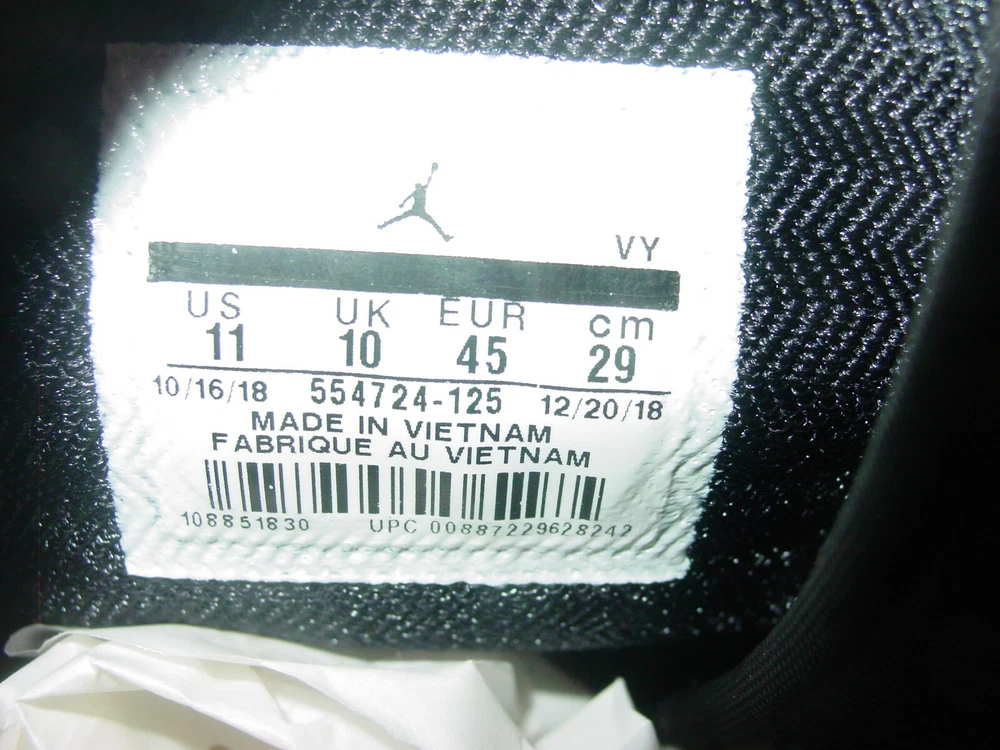 VY
US UK EUR cm
11 10 45 29
10/16/18 554724-125 12/20/18
MADE IN VIETNAM
FABRIQUE AU VIETNAM
108851830 UPC 00887229628242